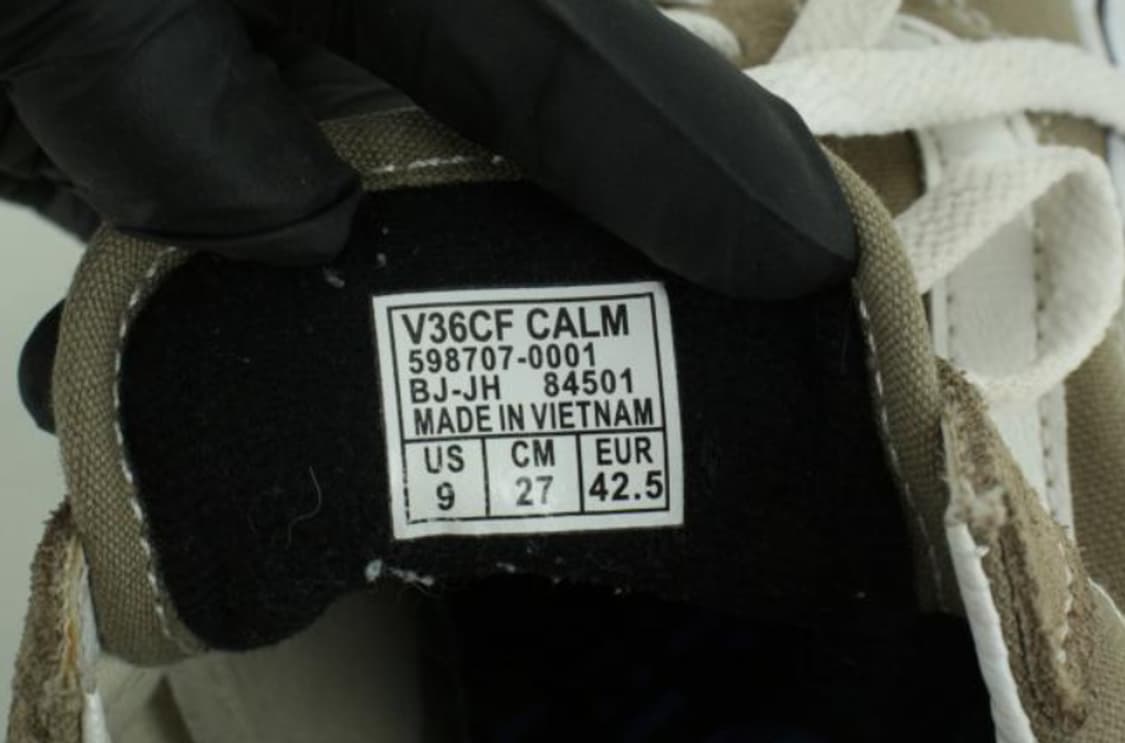 V36CF CALM
598707-0001
BJ-JH 84501
MADE IN VIETNAM
US CM EUR
9 27 42.5